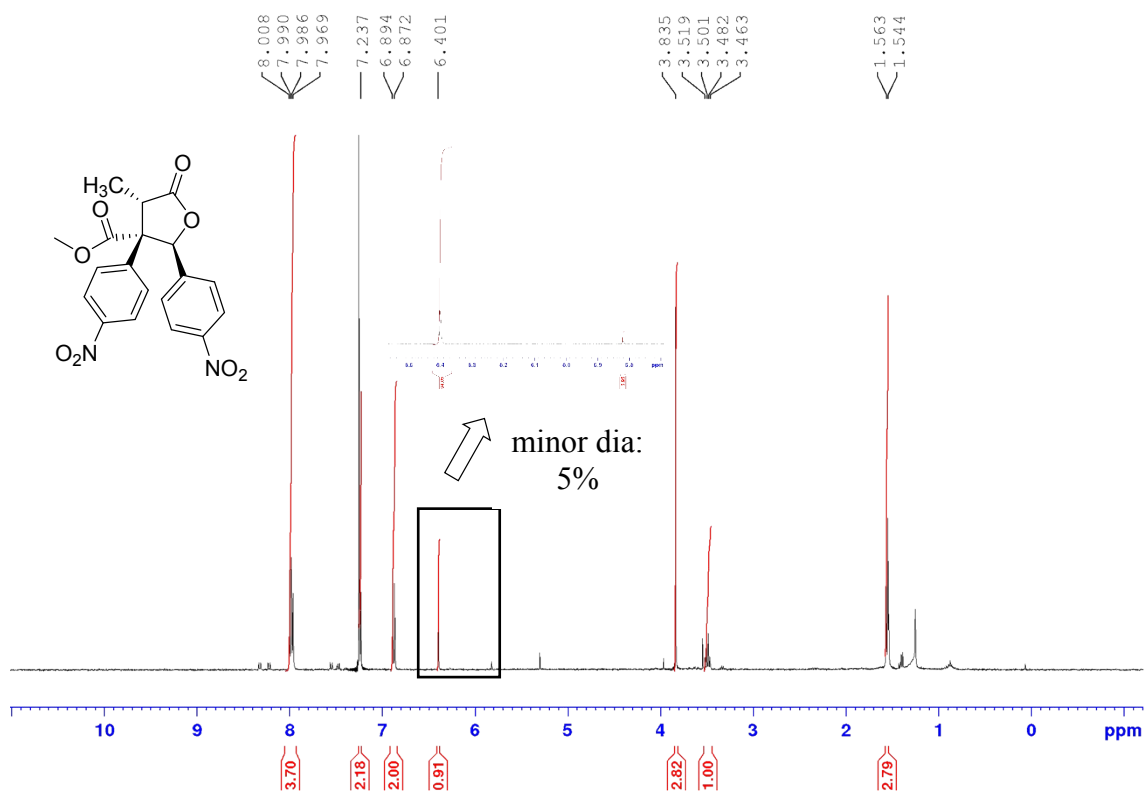 8.008
7.990
7.986
7.969
7.237
6.894
6.872
6.401
3.835
3.519
3.501
3.482
3.463
1.563
1.544
O
H₃C
O
O
O
O₂N
NO₂
ppm
minor dia:
5%
10 9 8 7 6 5 4 3 2 1 0 ppm
3.70 2.18 2.00 0.91 2.82 1.00 2.79